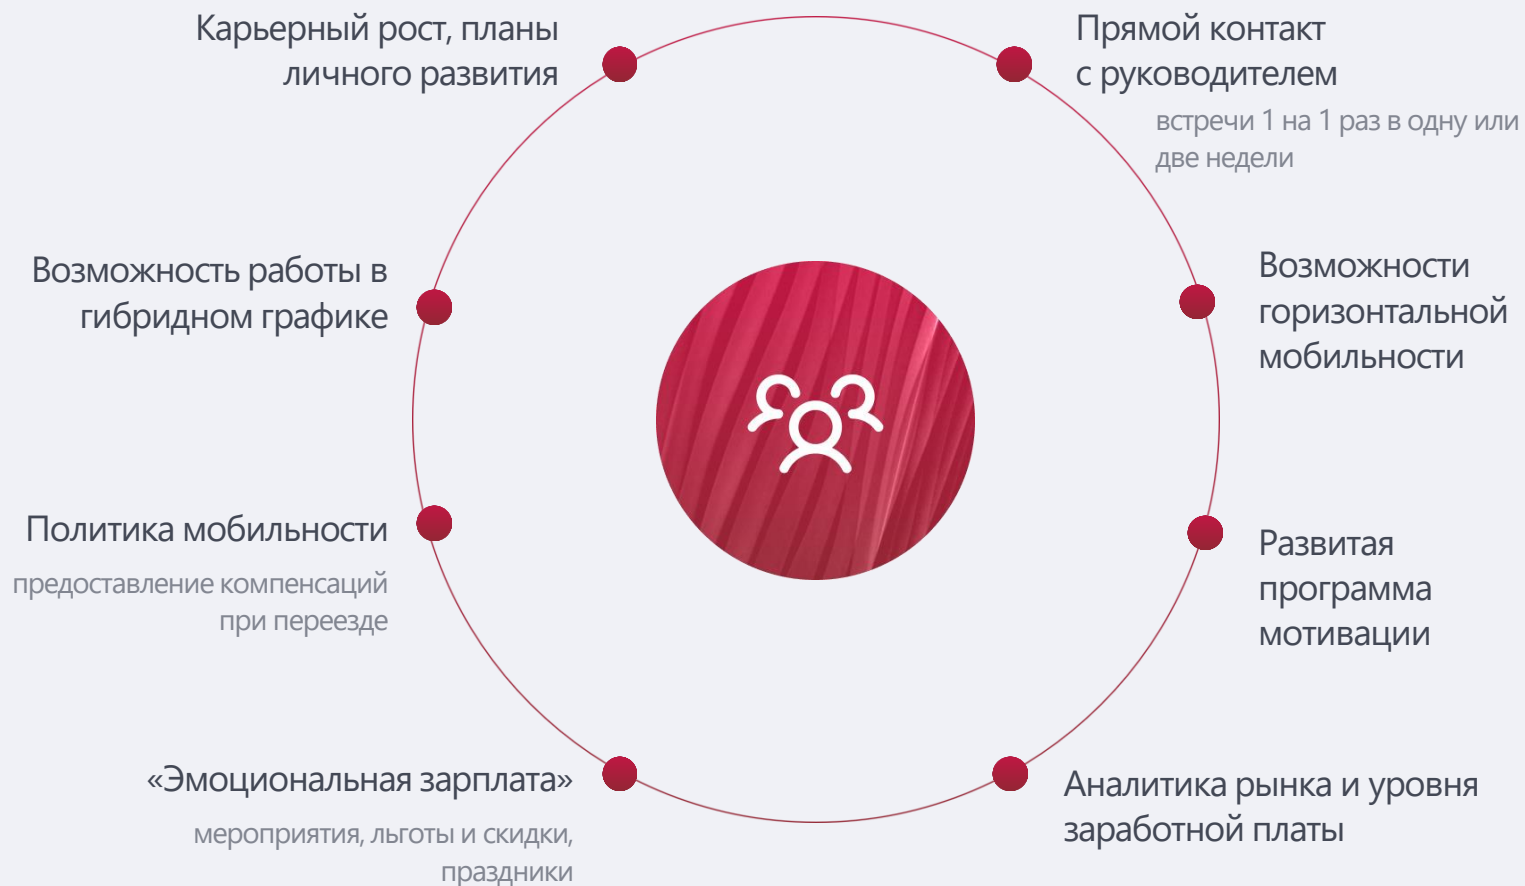 Карьерный рост, планы
личного развития
Прямой контакт
с руководителем
встречи 1 на 1 раз в одну или
две недели
Возможность работы в
гибридном графике
Возможности
горизонтальной
мобильности
Политика мобильности
предоставление компенсаций
при переезде
Развитая
программа
мотивации
«Эмоциональная зарплата»
мероприятия, льготы и скидки,
праздники
Аналитика рынка и уровня
заработной платы